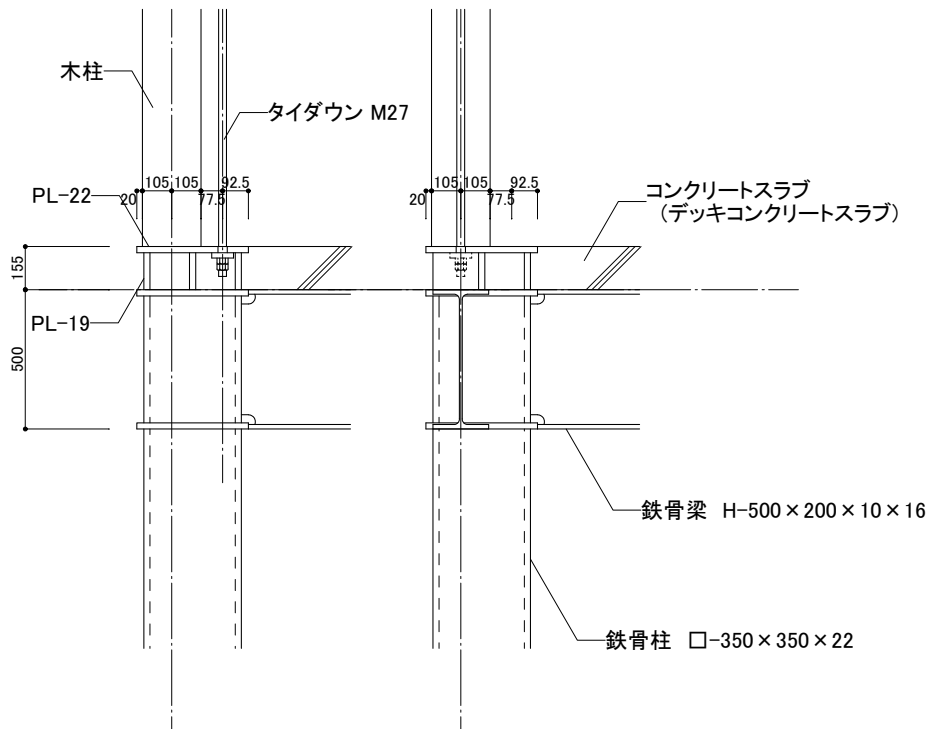 木柱
タイダウン M27
105 105 92.5
20 77.5
105 105 92.5
20 77.5
PL-22
コンクリートスラブ
（デッキコンクリートスラブ）
155
PL-19
500
鉄骨梁 H-500×200×10×16
鉄骨柱 □-350×350×22